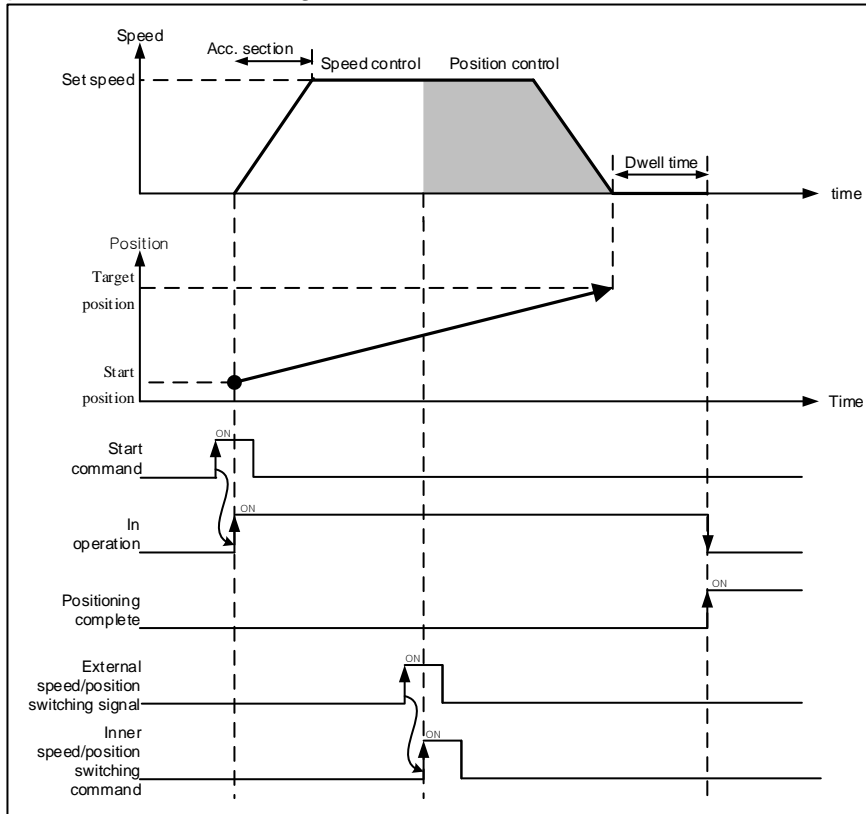 Speed
Acc. section
Speed control
Position control
Set speed
Dwell time
time
Position
Target
position
Start
position
Time
ON
Start
command
ON
In
operation
ON
Positioning
complete
ON
External
speed/position
switching signal
ON
Inner
speed/position
switching
command